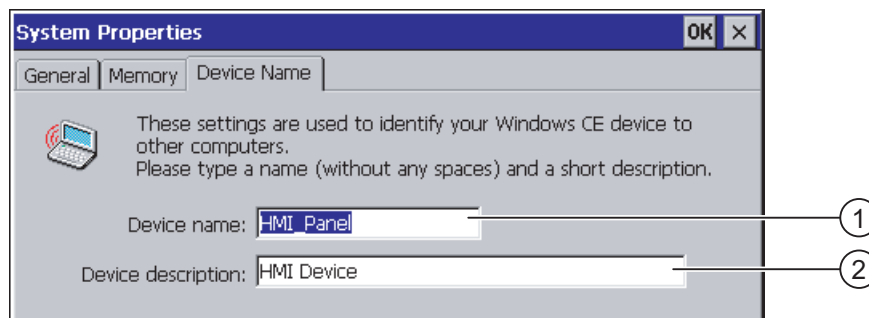 System Properties OK ×
General Memory Device Name
These settings are used to identify your Windows CE device to
other computers.
Please type a name (without any spaces) and a short description.
Device name: HMI_Panel 1
Device description: HMI Device 2